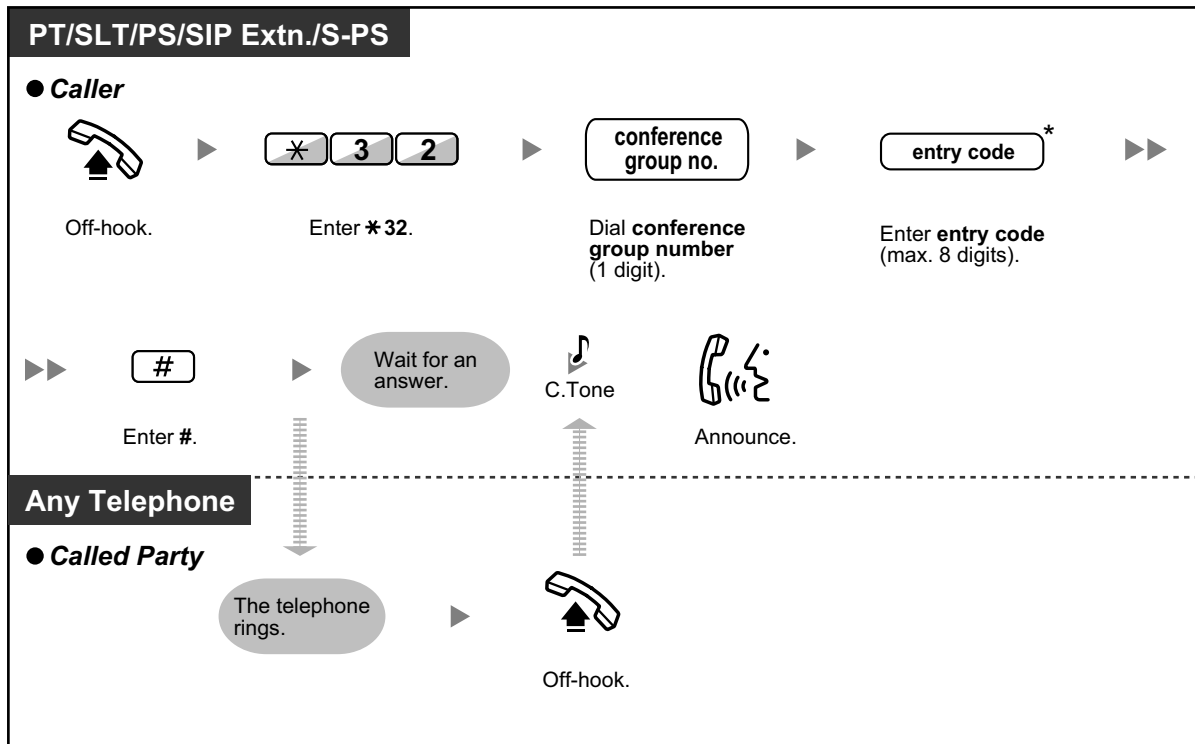 PT/SLT/PS/SIP Extn./S-PS
● Caller
✳ 3 2
conference
group no.
entry code*
Off-hook.
Enter ✳32.
Dial conference
group number
(1 digit).
Enter entry code
(max. 8 digits).
#
Wait for an
answer.
C.Tone
Enter #.
Announce.
Any Telephone
● Called Party
The telephone
rings.
Off-hook.